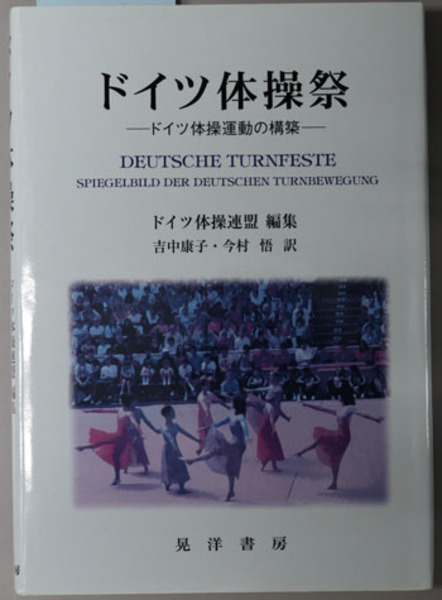 ドイツ体操祭
―ドイツ体操運動の構築―
DEUTSCHE TURNFESTE
SPIEGELBILD DER DEUTSCHEN TURNBEWEGUNG
ドイツ体操連盟 編集
吉中康子・今村 悟 訳
晃洋書房